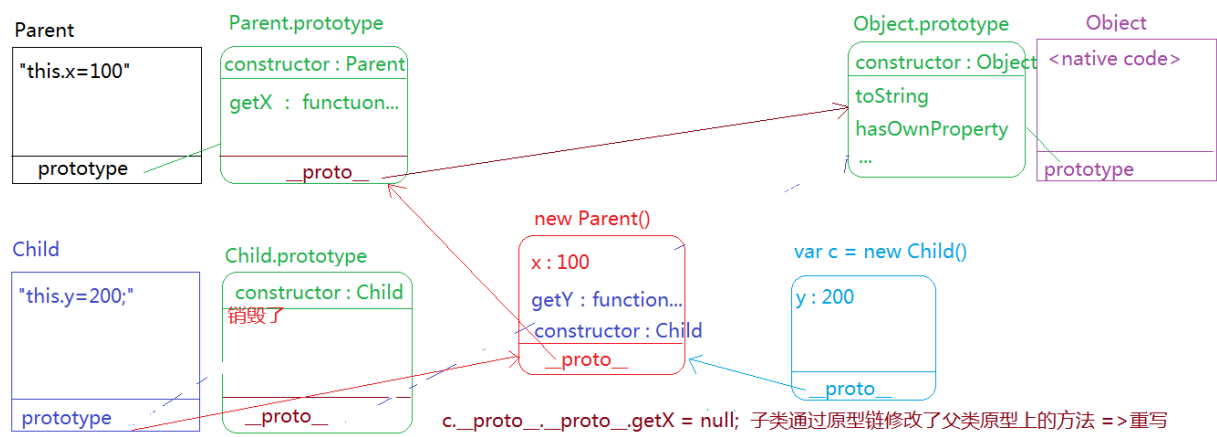 Parent
Parent.prototype
Object.prototype
Object
"this.x=100"
constructor : Parent
getX : functuon...
prototype
__proto__
constructor : Object
toString
hasOwnProperty
...
<native code>
prototype
Child
Child.prototype
new Parent()
var c = new Child()
"this.y=200;"
prototype
constructor : Child
销毁了
__proto__
x : 100
getY : function...
constructor : Child
__proto__
y : 200
__proto__
c.__proto__.__proto__.getX = null; 子类通过原型链修改了父类原型上的方法 =>重写